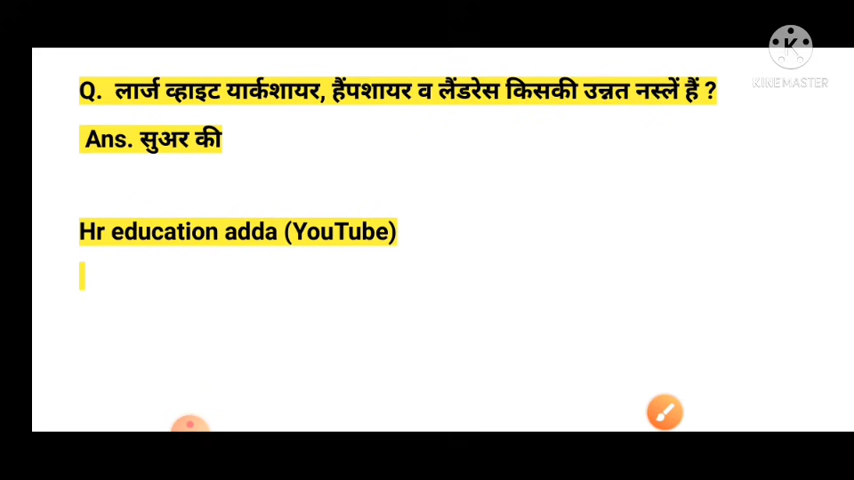 K
KINEMASTER
Q. लार्ज व्हाइट यार्कशायर, हैंपशायर व लैंडरेस किसकी उन्नत नस्लें हैं ?
Ans. सुअर की
Hr education adda (YouTube)